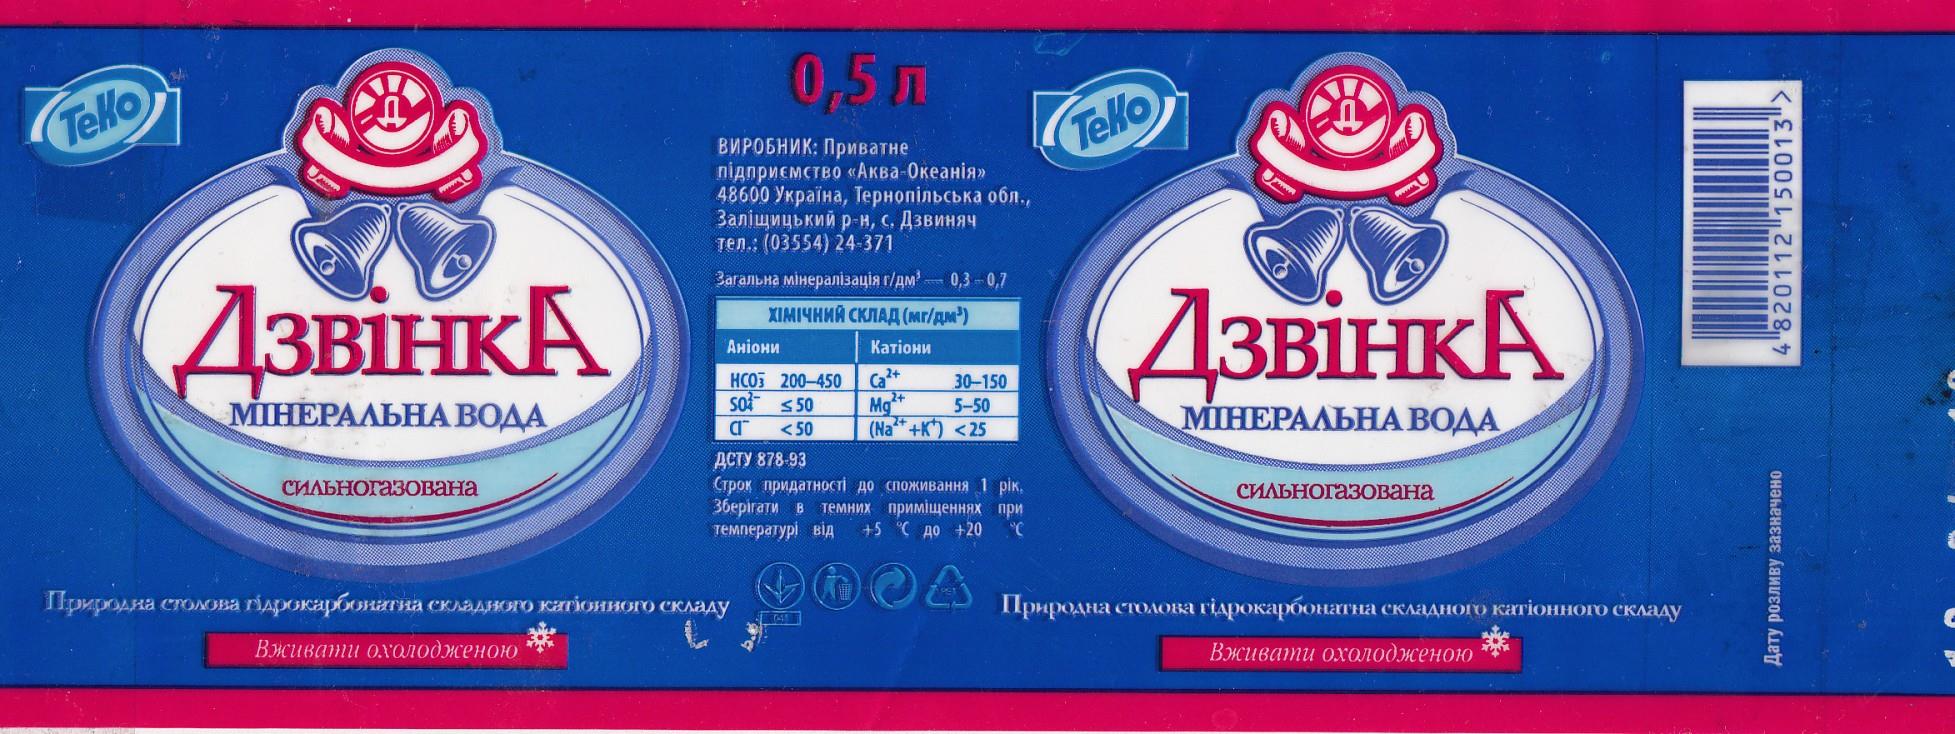 ТеКо
Д
ДЗВІНКА
МІНЕРАЛЬНА ВОДА
сильногазована
Природна столова гідрокарбонатна складного катіонного складу
Вживати охолодженою
0,5 л
ВИРОБНИК: Приватне
підприємство «Аква-Океанія»
48600 Україна, Тернопільська обл.,
Заліщицький р-н, с. Дзвиняч
тел.: (03554) 24-371
Загальна мінералізація г/дм³ — 0,3 – 0,7
ХІМІЧНИЙ СКЛАД (мг/дм³)
Аніони Катіони
HCO₃⁻ 200–450 Ca²⁺ 30–150
SO₄²⁻ ≤ 50 Mg²⁺ 5–50
Cl⁻ < 50 (Na²⁺+K⁺) < 25
ДСТУ 878-93
Строк придатності до споживання 1 рік.
Зберігати в темних приміщеннях при
температурі від +5 °С до +20 °С
ТеКо
Д
ДЗВІНКА
МІНЕРАЛЬНА ВОДА
сильногазована
Природна столова гідрокарбонатна складного катіонного складу
Вживати охолодженою
4 820112 150013 >
Дату розливу зазначено